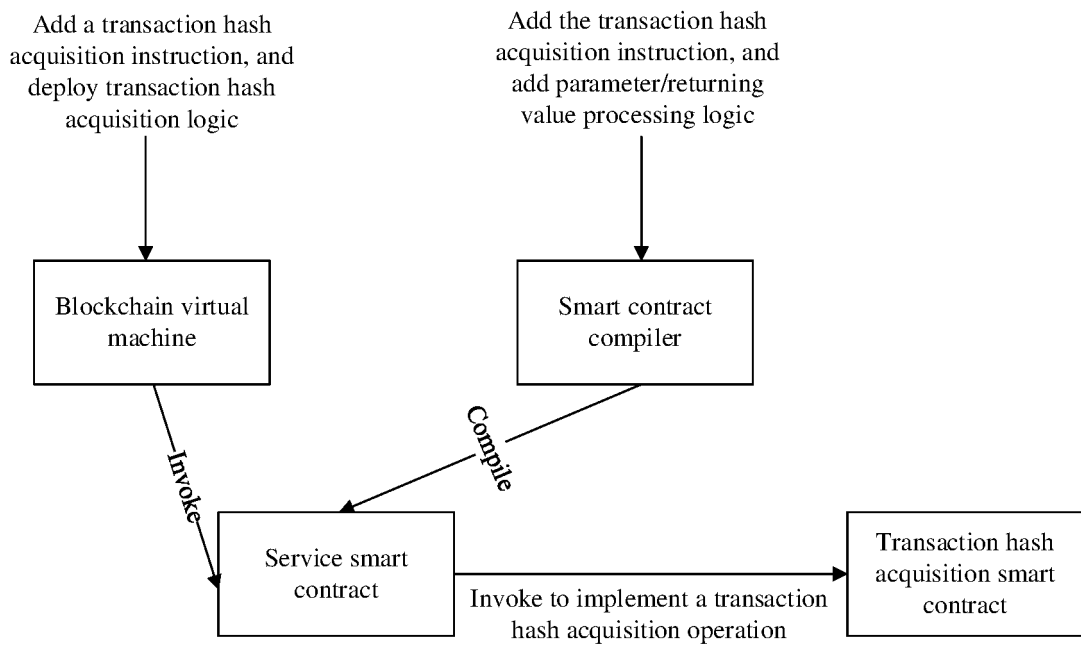 Add a transaction hash
acquisition instruction, and
deploy transaction hash
acquisition logic
Add the transaction hash
acquisition instruction, and
add parameter/returning
value processing logic
Blockchain virtual
machine
Smart contract
compiler
Invoke
Compile
Service smart
contract
Invoke to implement a transaction
hash acquisition operation
Transaction hash
acquisition smart
contract